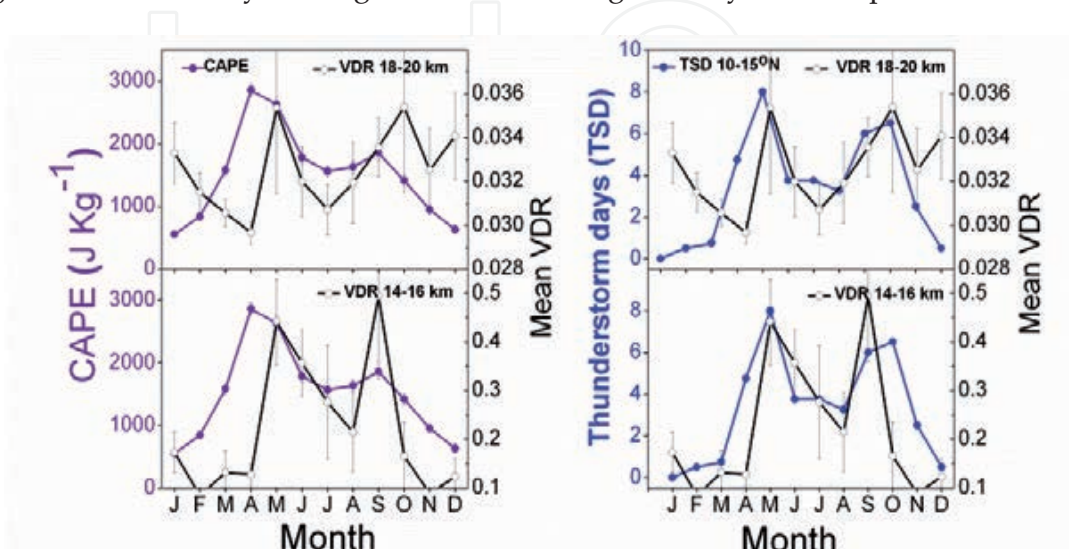 CAPE
VDR 18-20 km
3000
2000
1000
0
0.036
0.034
0.032
0.030
0.028
VDR 14-16 km
3000
2000
1000
0
0.5
0.4
0.3
0.2
0.1
CAPE (J Kg⁻¹)
Mean VDR
J F M A M J J A S O N D
Month
TSD 10-15⁰N
VDR 18-20 km
10
8
6
4
2
0
0.036
0.034
0.032
0.030
0.028
VDR 14-16 km
8
6
4
2
0
0.5
0.4
0.3
0.2
0.1
Thunderstorm days (TSD)
Mean VDR
J F M A M J J A S O N D
Month